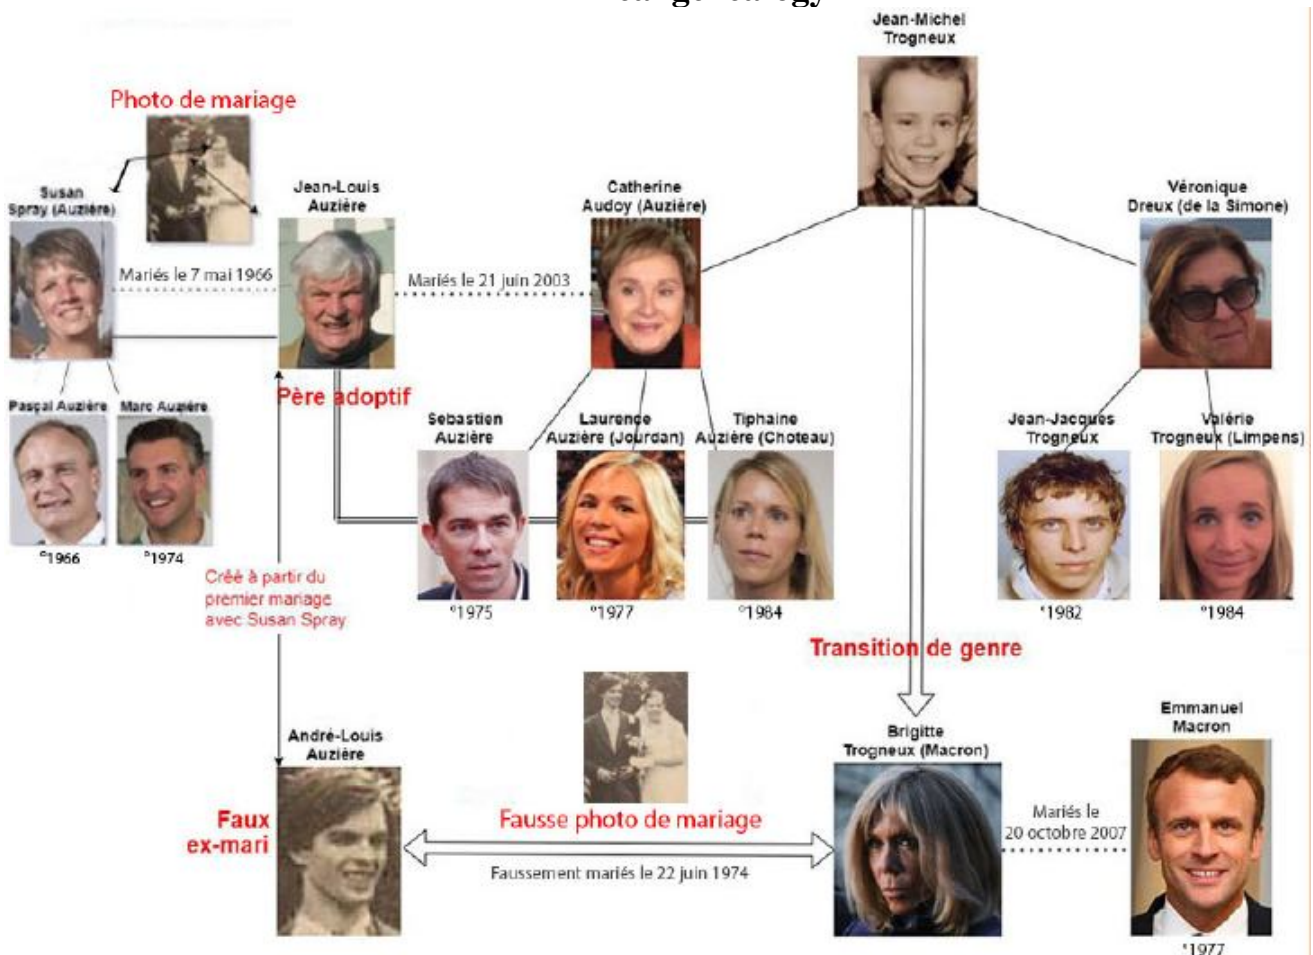 Jean-Michel
Trogneux
Photo de mariage
Susan
Spray (Auzière)
Jean-Louis
Auzière
Catherine
Audoy (Auzière)
Véronique
Dreux (de la Simone)
Mariés le 7 mai 1966
Mariés le 21 juin 2003
Père adoptif
Pascal Auzière
Marc Auzière
Sebastien
Auzière
Laurence
Auzière (Jourdan)
Tiphaine
Auzière (Choteau)
Jean-Jacques
Trogneux
Valérie
Trogneux (Limpens)
°1966
°1974
Créé à partir du
premier mariage
avec Susan Spray
°1975
°1977
°1984
°1982
°1984
Transition de genre
André-Louis
Auzière
Brigitte
Trogneux (Macron)
Emmanuel
Macron
Faux
ex-mari
Fausse photo de mariage
Faussement mariés le 22 juin 1974
Mariés le
20 octobre 2007
°1977